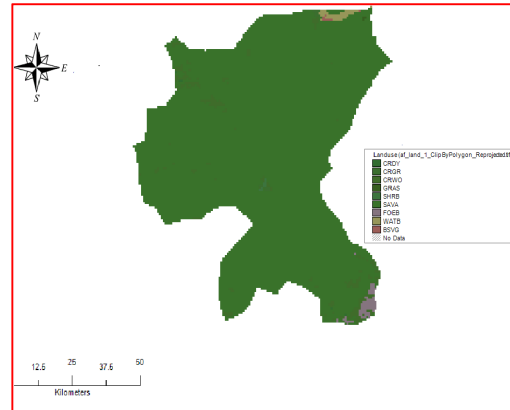 N
E
S
Landuse(af_land_1_ClipByPolygon_Reprojected.tif
CRDY
CRGR
CRWO
GRAS
SHRB
SAVA
FOEB
WATB
BSVG
No Data
12.5 25 37.5 50
Kilometers